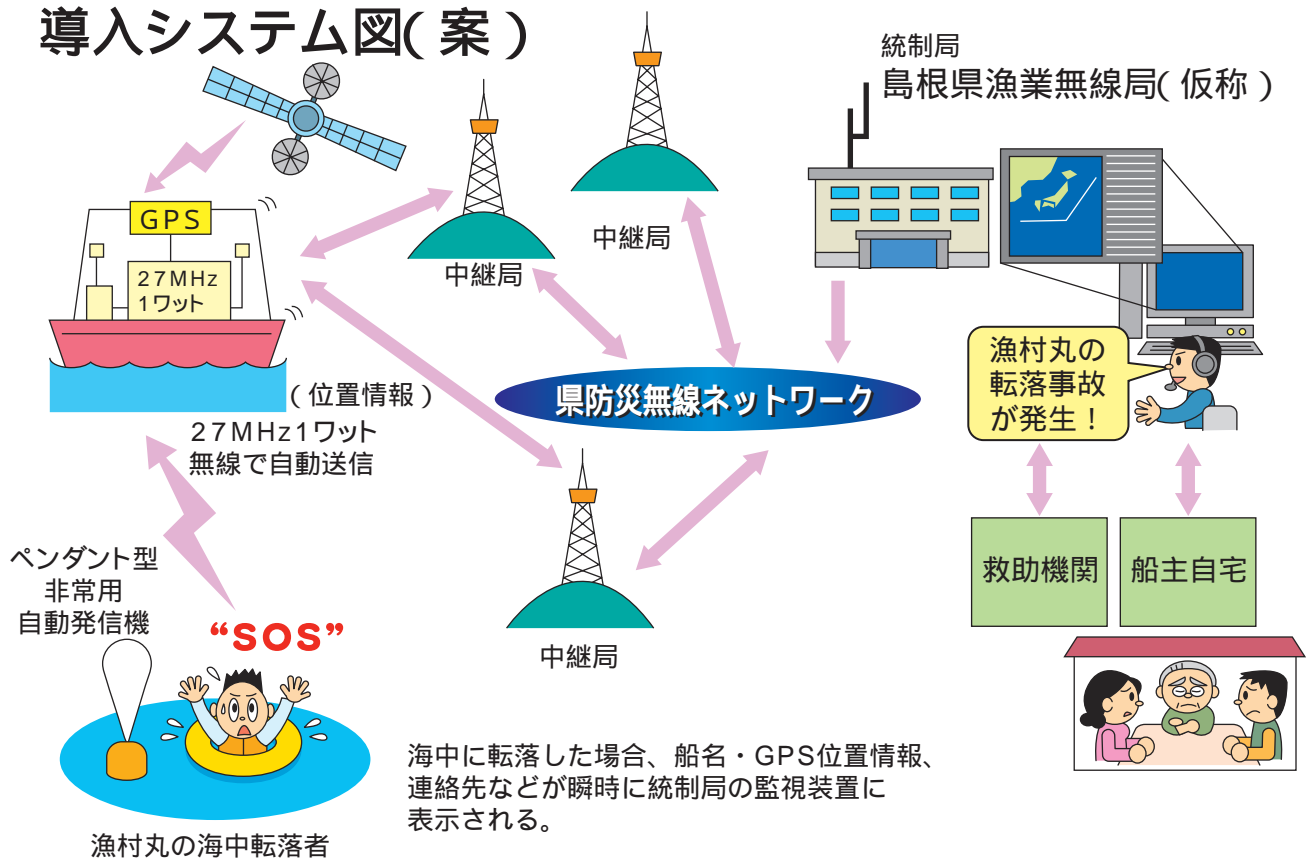 導入システム図(案)
統制局
島根県漁業無線局(仮称)
GPS
27MHz
1ワット
中継局
中継局
(位置情報)
27MHz1ワット
無線で自動送信
県防災無線ネットワーク
漁村丸の
転落事故
が発生!
救助機関
船主自宅
ペンダント型
非常用
自動発信機
“SOS”
中継局
漁村丸の海中転落者
海中に転落した場合、船名・GPS位置情報、
連絡先などが瞬時に統制局の監視装置に
表示される。